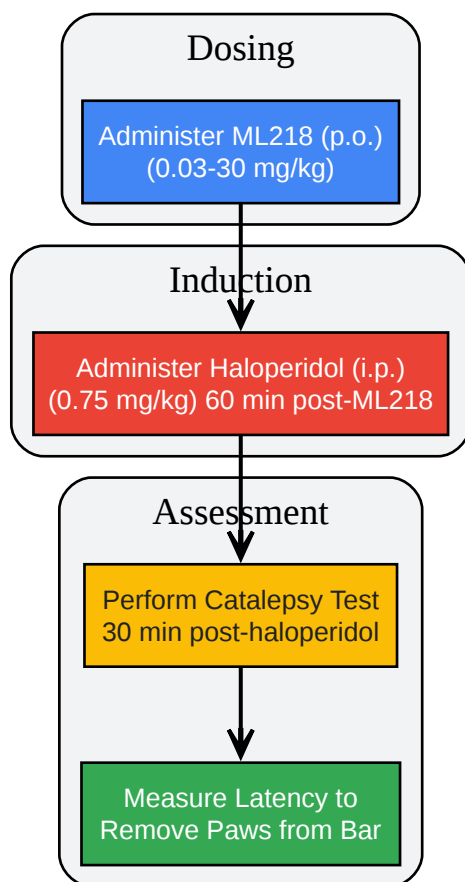 Dosing
Administer ML218 (p.o.)
(0.03-30 mg/kg)
Induction
Administer Haloperidol (i.p.)
(0.75 mg/kg) 60 min post-ML218
Assessment
Perform Catalepsy Test
30 min post-haloperidol
Measure Latency to
Remove Paws from Bar